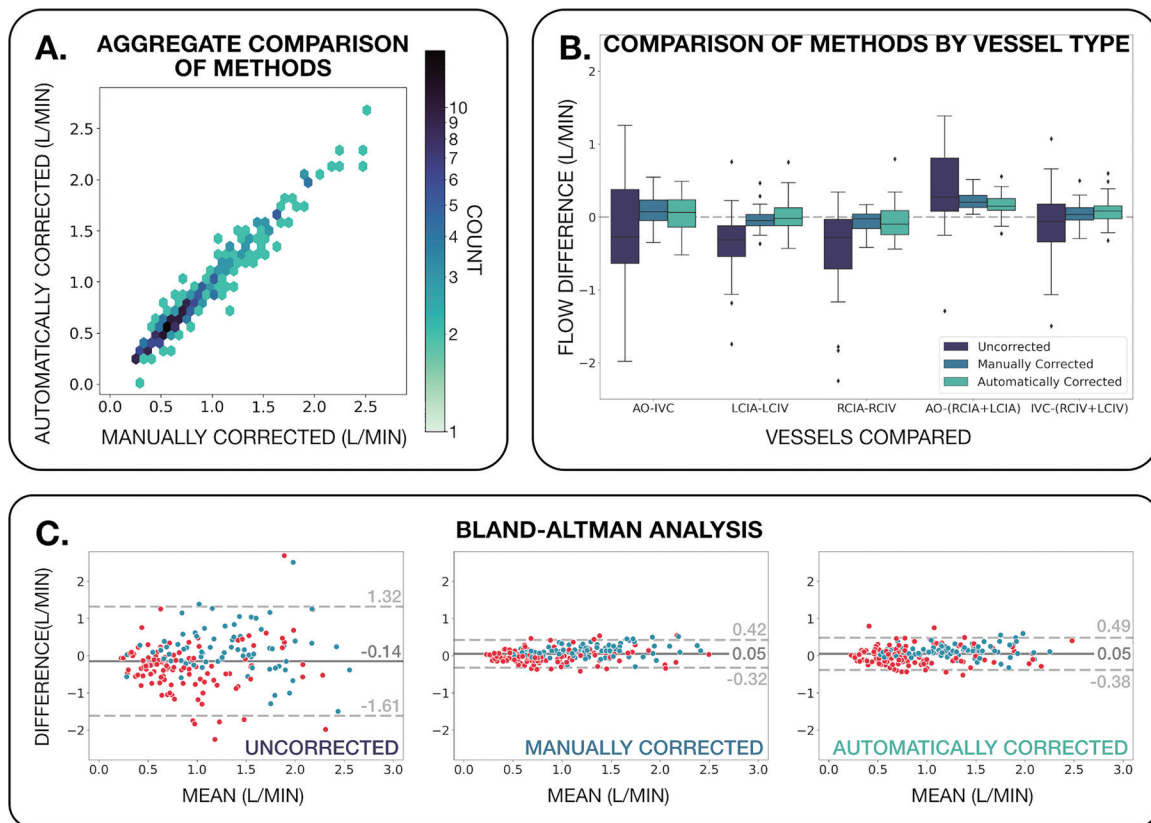 A.
AGGREGATE COMPARISON
OF METHODS
AUTOMATICALLY CORRECTED (L/MIN)
2.5
2.0
1.5
1.0
0.5
0.0
0.0 0.5 1.0 1.5 2.0 2.5
MANUALLY CORRECTED (L/MIN)
10
9
8
7
6
5
4
3
2
1
COUNT
B.
COMPARISON OF METHODS BY VESSEL TYPE
FLOW DIFFERENCE (L/MIN)
2
1
0
−1
−2
Uncorrected
Manually Corrected
Automatically Corrected
AO-IVC LCIA-LCIV RCIA-RCIV AO-(RCIA+LCIA) IVC-(RCIV+LCIV)
VESSELS COMPARED
C.
BLAND-ALTMAN ANALYSIS
DIFFERENCE(L/MIN)
2
1
0
−1
−2
1.32
-0.14
-1.61
UNCORRECTED
0.0 0.5 1.0 1.5 2.0 2.5 3.0
MEAN (L/MIN)
2
1
0
−1
−2
0.42
0.05
-0.32
MANUALLY CORRECTED
0.0 0.5 1.0 1.5 2.0 2.5 3.0
MEAN (L/MIN)
2
1
0
−1
−2
0.49
0.05
-0.38
AUTOMATICALLY CORRECTED
0.0 0.5 1.0 1.5 2.0 2.5 3.0
MEAN (L/MIN)